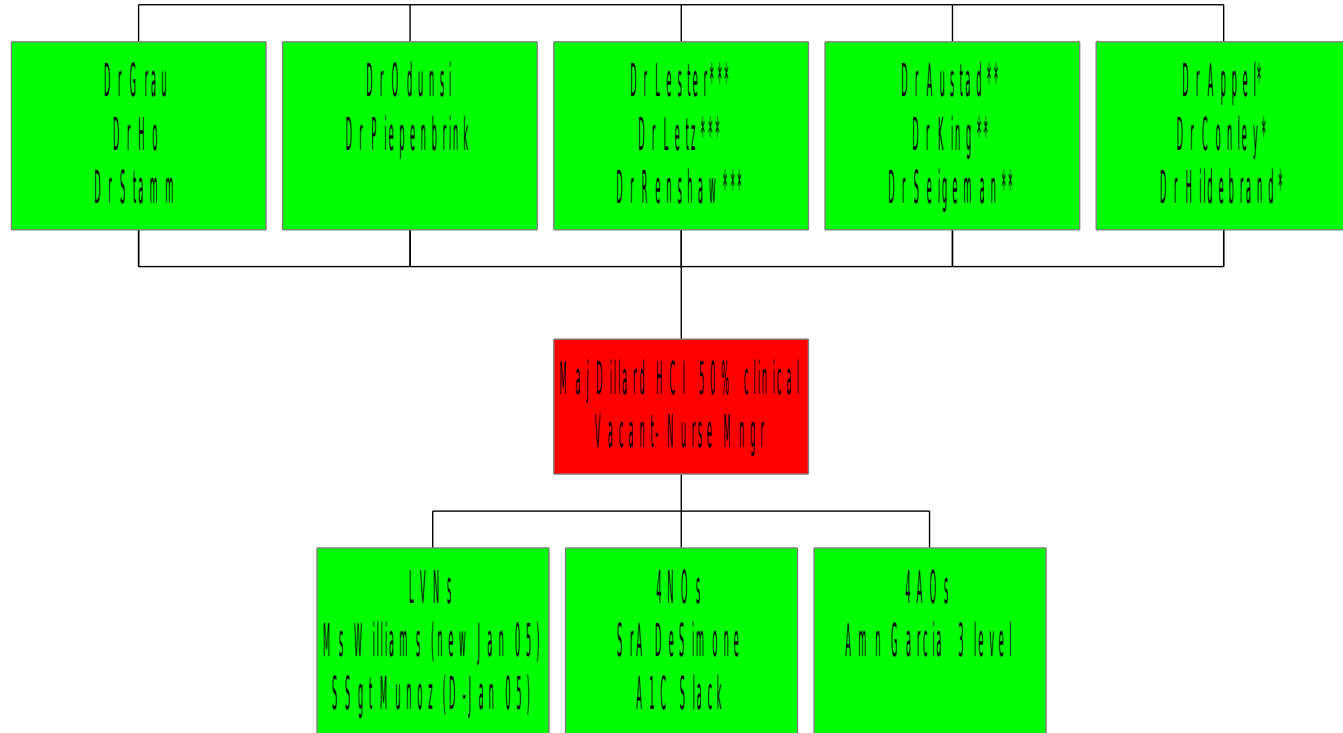 Dr Grau
Dr Ho
Dr Stamm
Dr Odunsi
Dr Piepenbrink
Dr Lester***
Dr Letz***
Dr Renshaw***
Dr Austad**
Dr King**
Dr Seigeman**
Dr Appel*
Dr Conley*
Dr Hildebrand*
Maj Dillard HCI 50% clinical
Vacant- Nurse Mngr
LVNs
Ms Williams (new Jan 05)
SSgt Munoz (D-Jan 05)
4NOs
SrA DeSimone
A1C Slack
4AOs
Amn Garcia 3 level